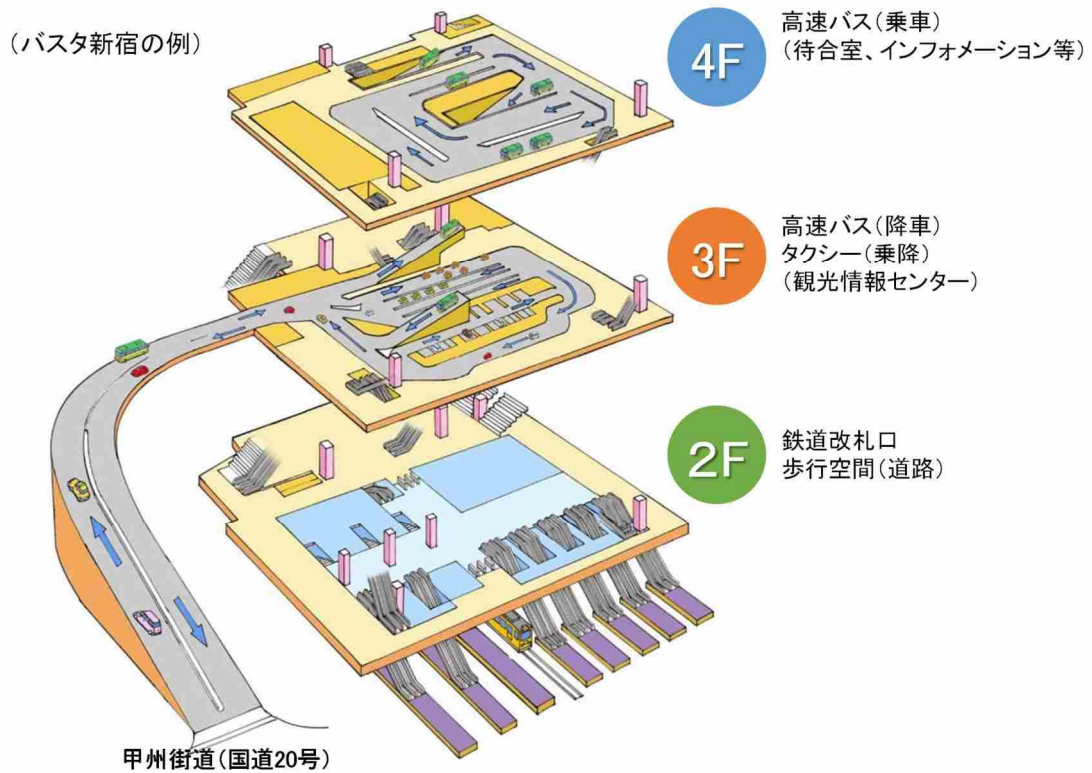 (バスタ新宿の例)
4F
高速バス(乗車)
(待合室、インフォメーション等)
3F
高速バス(降車)
タクシー(乗降)
(観光情報センター)
2F
鉄道改札口
歩行空間(道路)
甲州街道(国道20号)